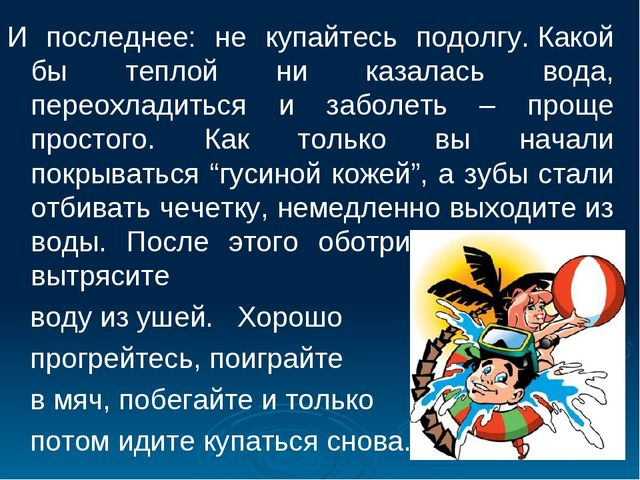 И последнее: не купайтесь подолгу. Какой
бы теплой ни казалась вода,
переохладиться и заболеть – проще
простого. Как только вы начали
покрываться “гусиной кожей”, а зубы стали
отбивать чечетку, немедленно выходите из
воды. После этого
вытрясите
воду из ушей. Хорошо
прогрейтесь, поиграйте
в мяч, побегайте и только
потом идите купаться снова.